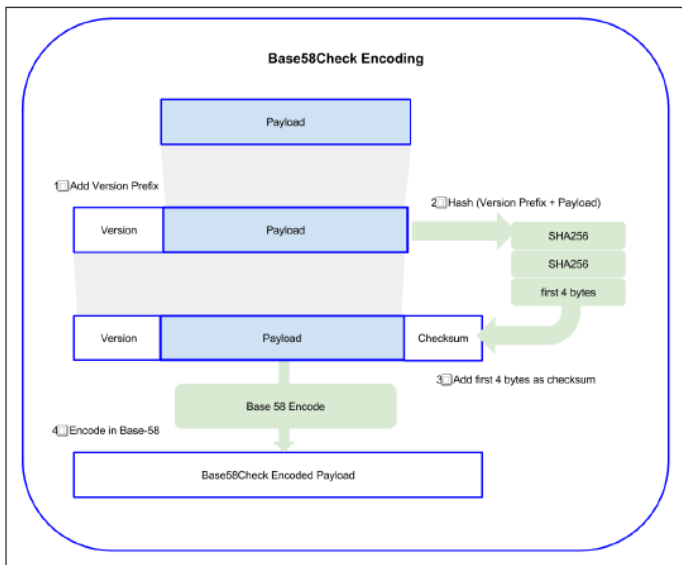 Base58Check Encoding
Payload
1□Add Version Prefix
2□Hash (Version Prefix + Payload)
Version
Payload
SHA256
SHA256
first 4 bytes
Version
Payload
Checksum
3□Add first 4 bytes as checksum
Base 58 Encode
4□Encode in Base-58
Base58Check Encoded Payload